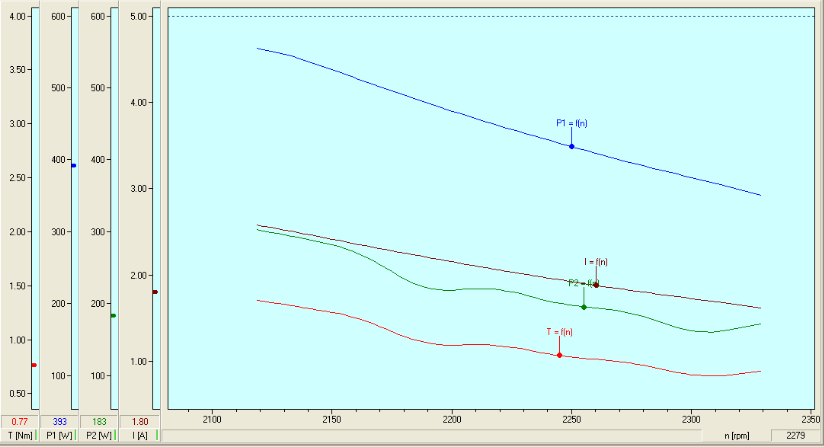 4.00 600 600 5.00
3.50 500 500 4.00
3.00 400 400 3.00
2.50 300 300 2.00
2.00 200 200 1.00
1.50 100 100
1.00
0.50
P1 = f(n)
I = f(n)
P2 = f(n)
T = f(n)
2100 2150 2200 2250 2300 2350
0.77 393 183 1.80
T [Nm] P1 [W] P2 [W] I [A] n [rpm] 2279